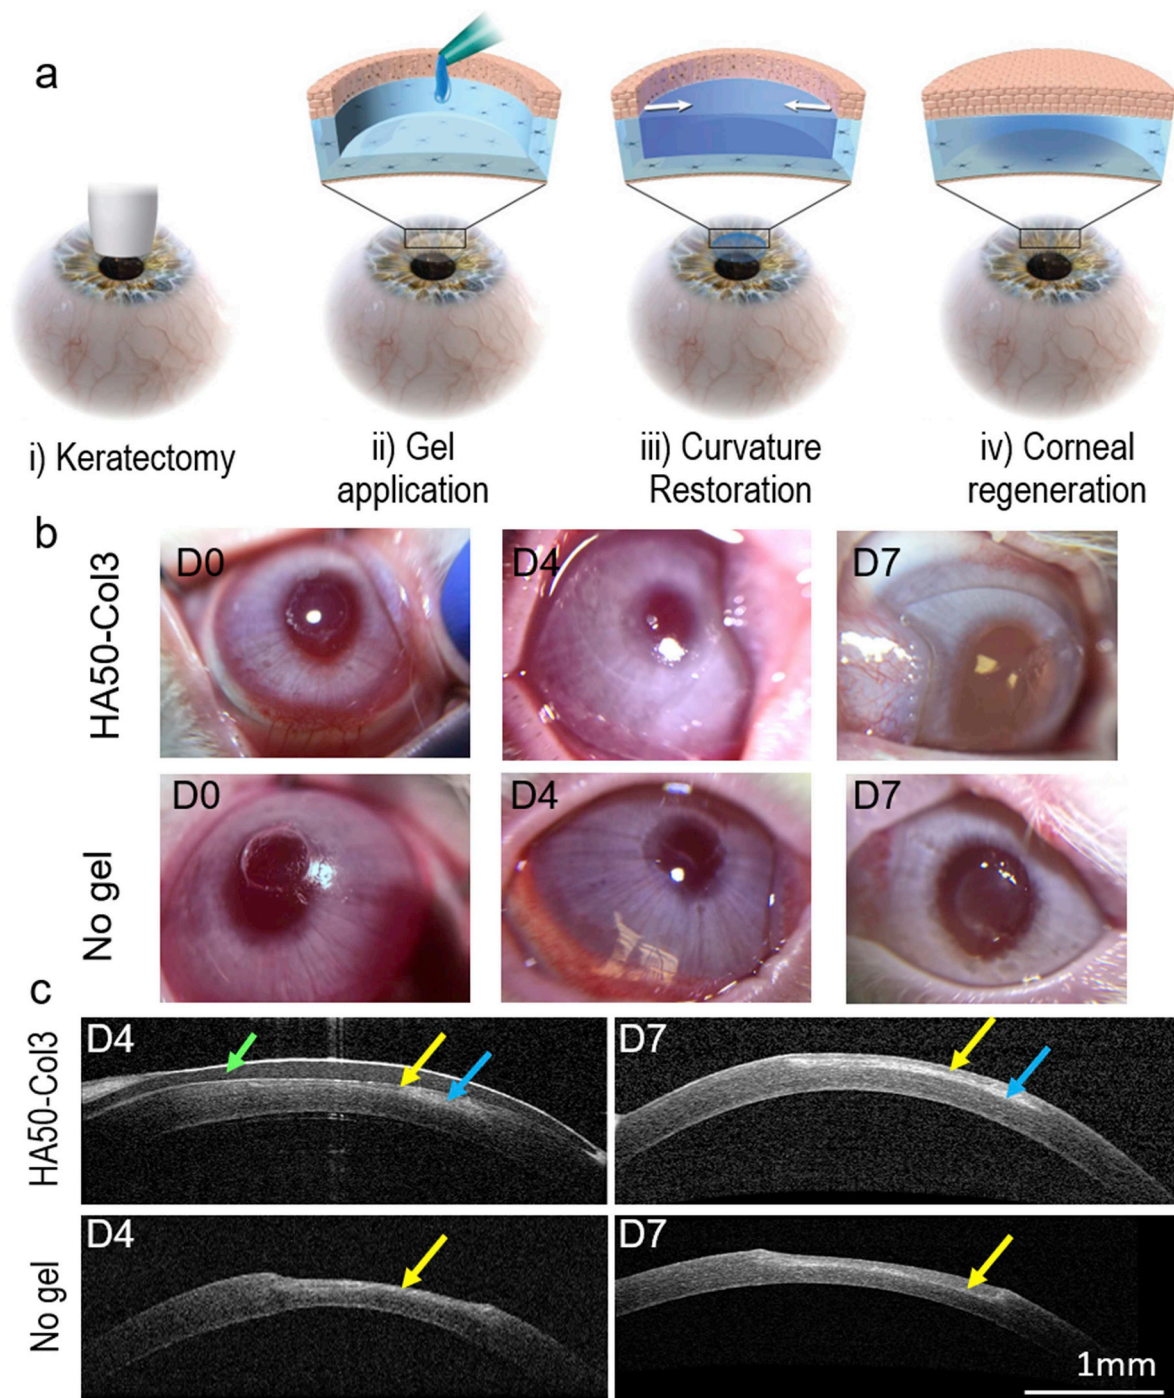 a
i) Keratectomy
ii) Gel
application
iii) Curvature
Restoration
iv) Corneal
regeneration
b
HA50-Col3
D0
D4
D7
No gel
D0
D4
D7
c
HA50-Col3
D4
D7
No gel
D4
D7
1mm